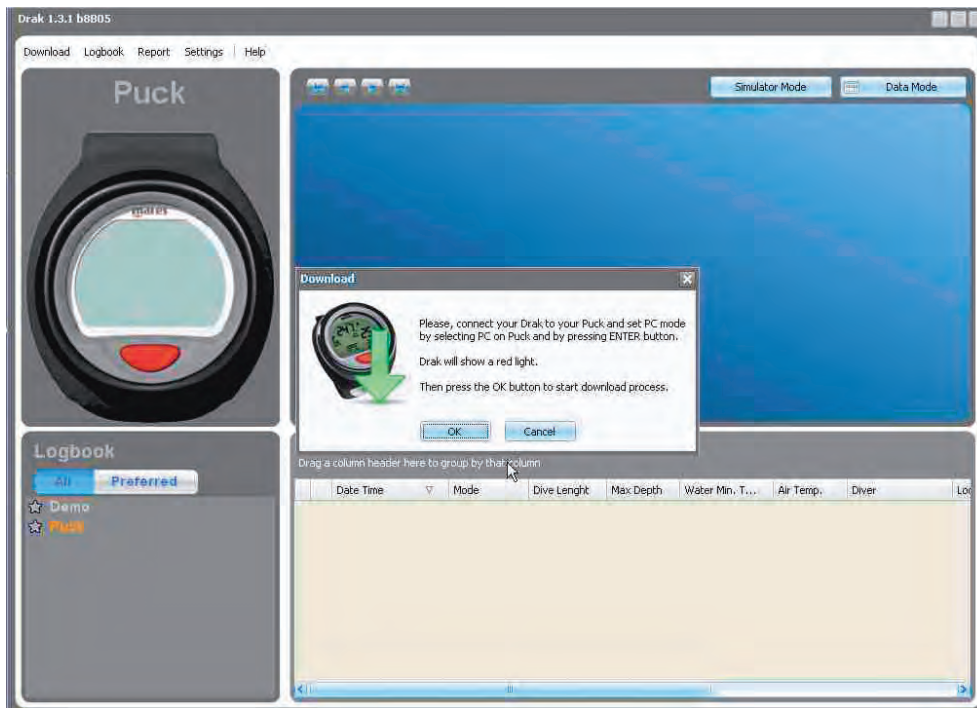 Drak 1.3.1 b8805
Download Logbook Report Settings Help
Puck
mares
Simulator Mode
Data Mode
Download
Please, connect your Drak to your Puck and set PC mode
by selecting PC on Puck and by pressing ENTER button.
Drak will show a red light.
Then press the OK button to start download process.
OK Cancel
Logbook
All Preferred
Demo
Puck
Drag a column header here to group by that column
Date Time Mode Dive Lenght Max Depth Water Min. T... Air Temp. Diver Loc